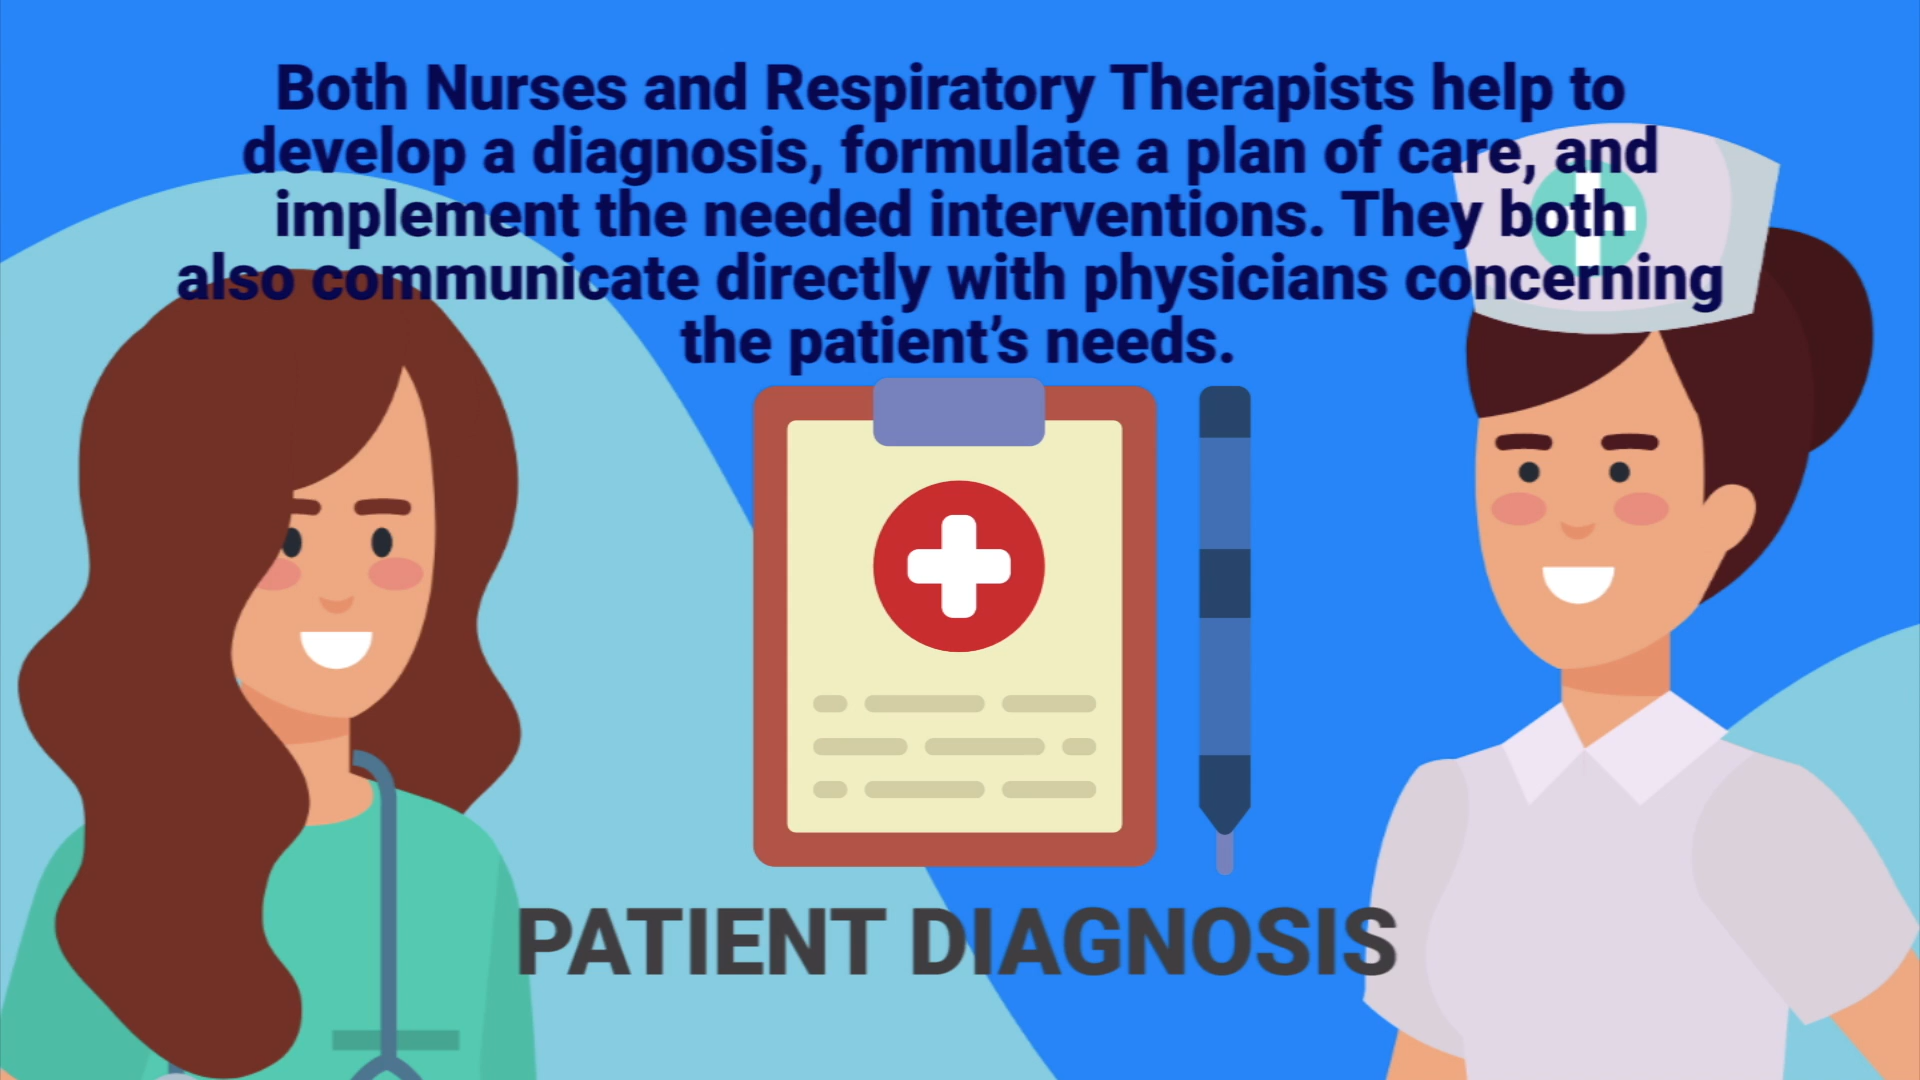 Both Nurses and Respiratory Therapists help to
develop a diagnosis, formulate a plan of care, and
implement the needed interventions. They both
also communicate directly with physicians concerning
the patient’s needs.
PATIENT DIAGNOSIS